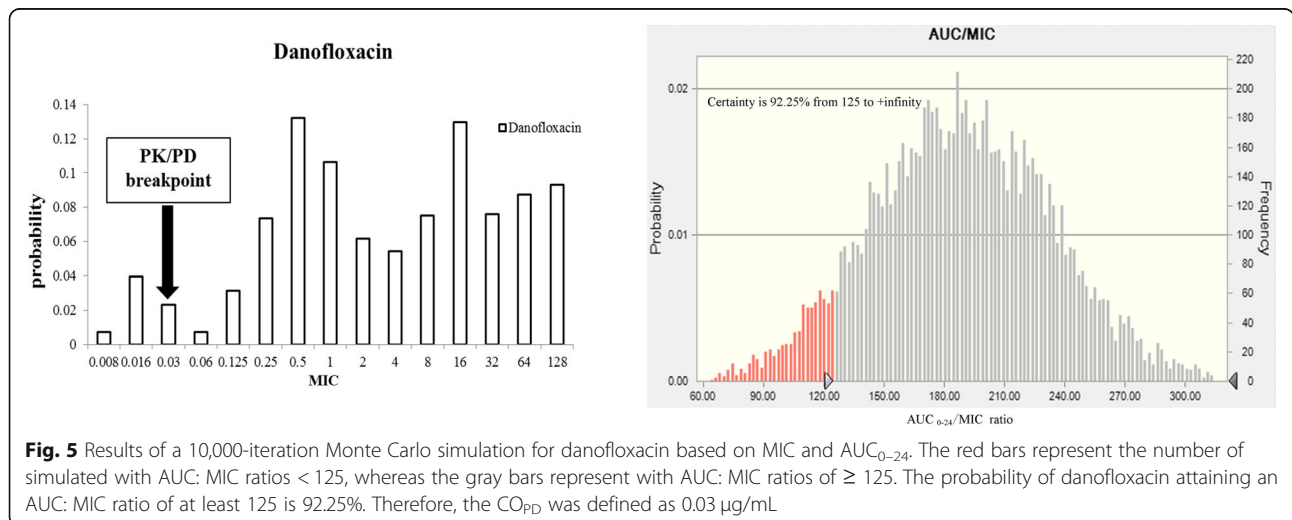 Danofloxacin
0.14
0.12
0.1
0.08
0.06
0.04
0.02
0
probability
PK/PD
breakpoint
Danofloxacin
0.008 0.016 0.03 0.06 0.125 0.25 0.5 1 2 4 8 16 32 64 128
MIC
AUC/MIC
Certainty is 92.25% from 125 to +infinity
0.02
0.01
0.00
Probability
220
200
180
160
140
120
100
80
60
40
20
0
Frequency
60.00 90.00 120.00 150.00 180.00 210.00 240.00 270.00 300.00
AUC 0-24/MIC ratio
Fig. 5 Results of a 10,000-iteration Monte Carlo simulation for danofloxacin based on MIC and AUC0–24. The red bars represent the number of
simulated with AUC: MIC ratios < 125, whereas the gray bars represent with AUC: MIC ratios of ≥ 125. The probability of danofloxacin attaining an
AUC: MIC ratio of at least 125 is 92.25%. Therefore, the COPD was defined as 0.03 μg/mL